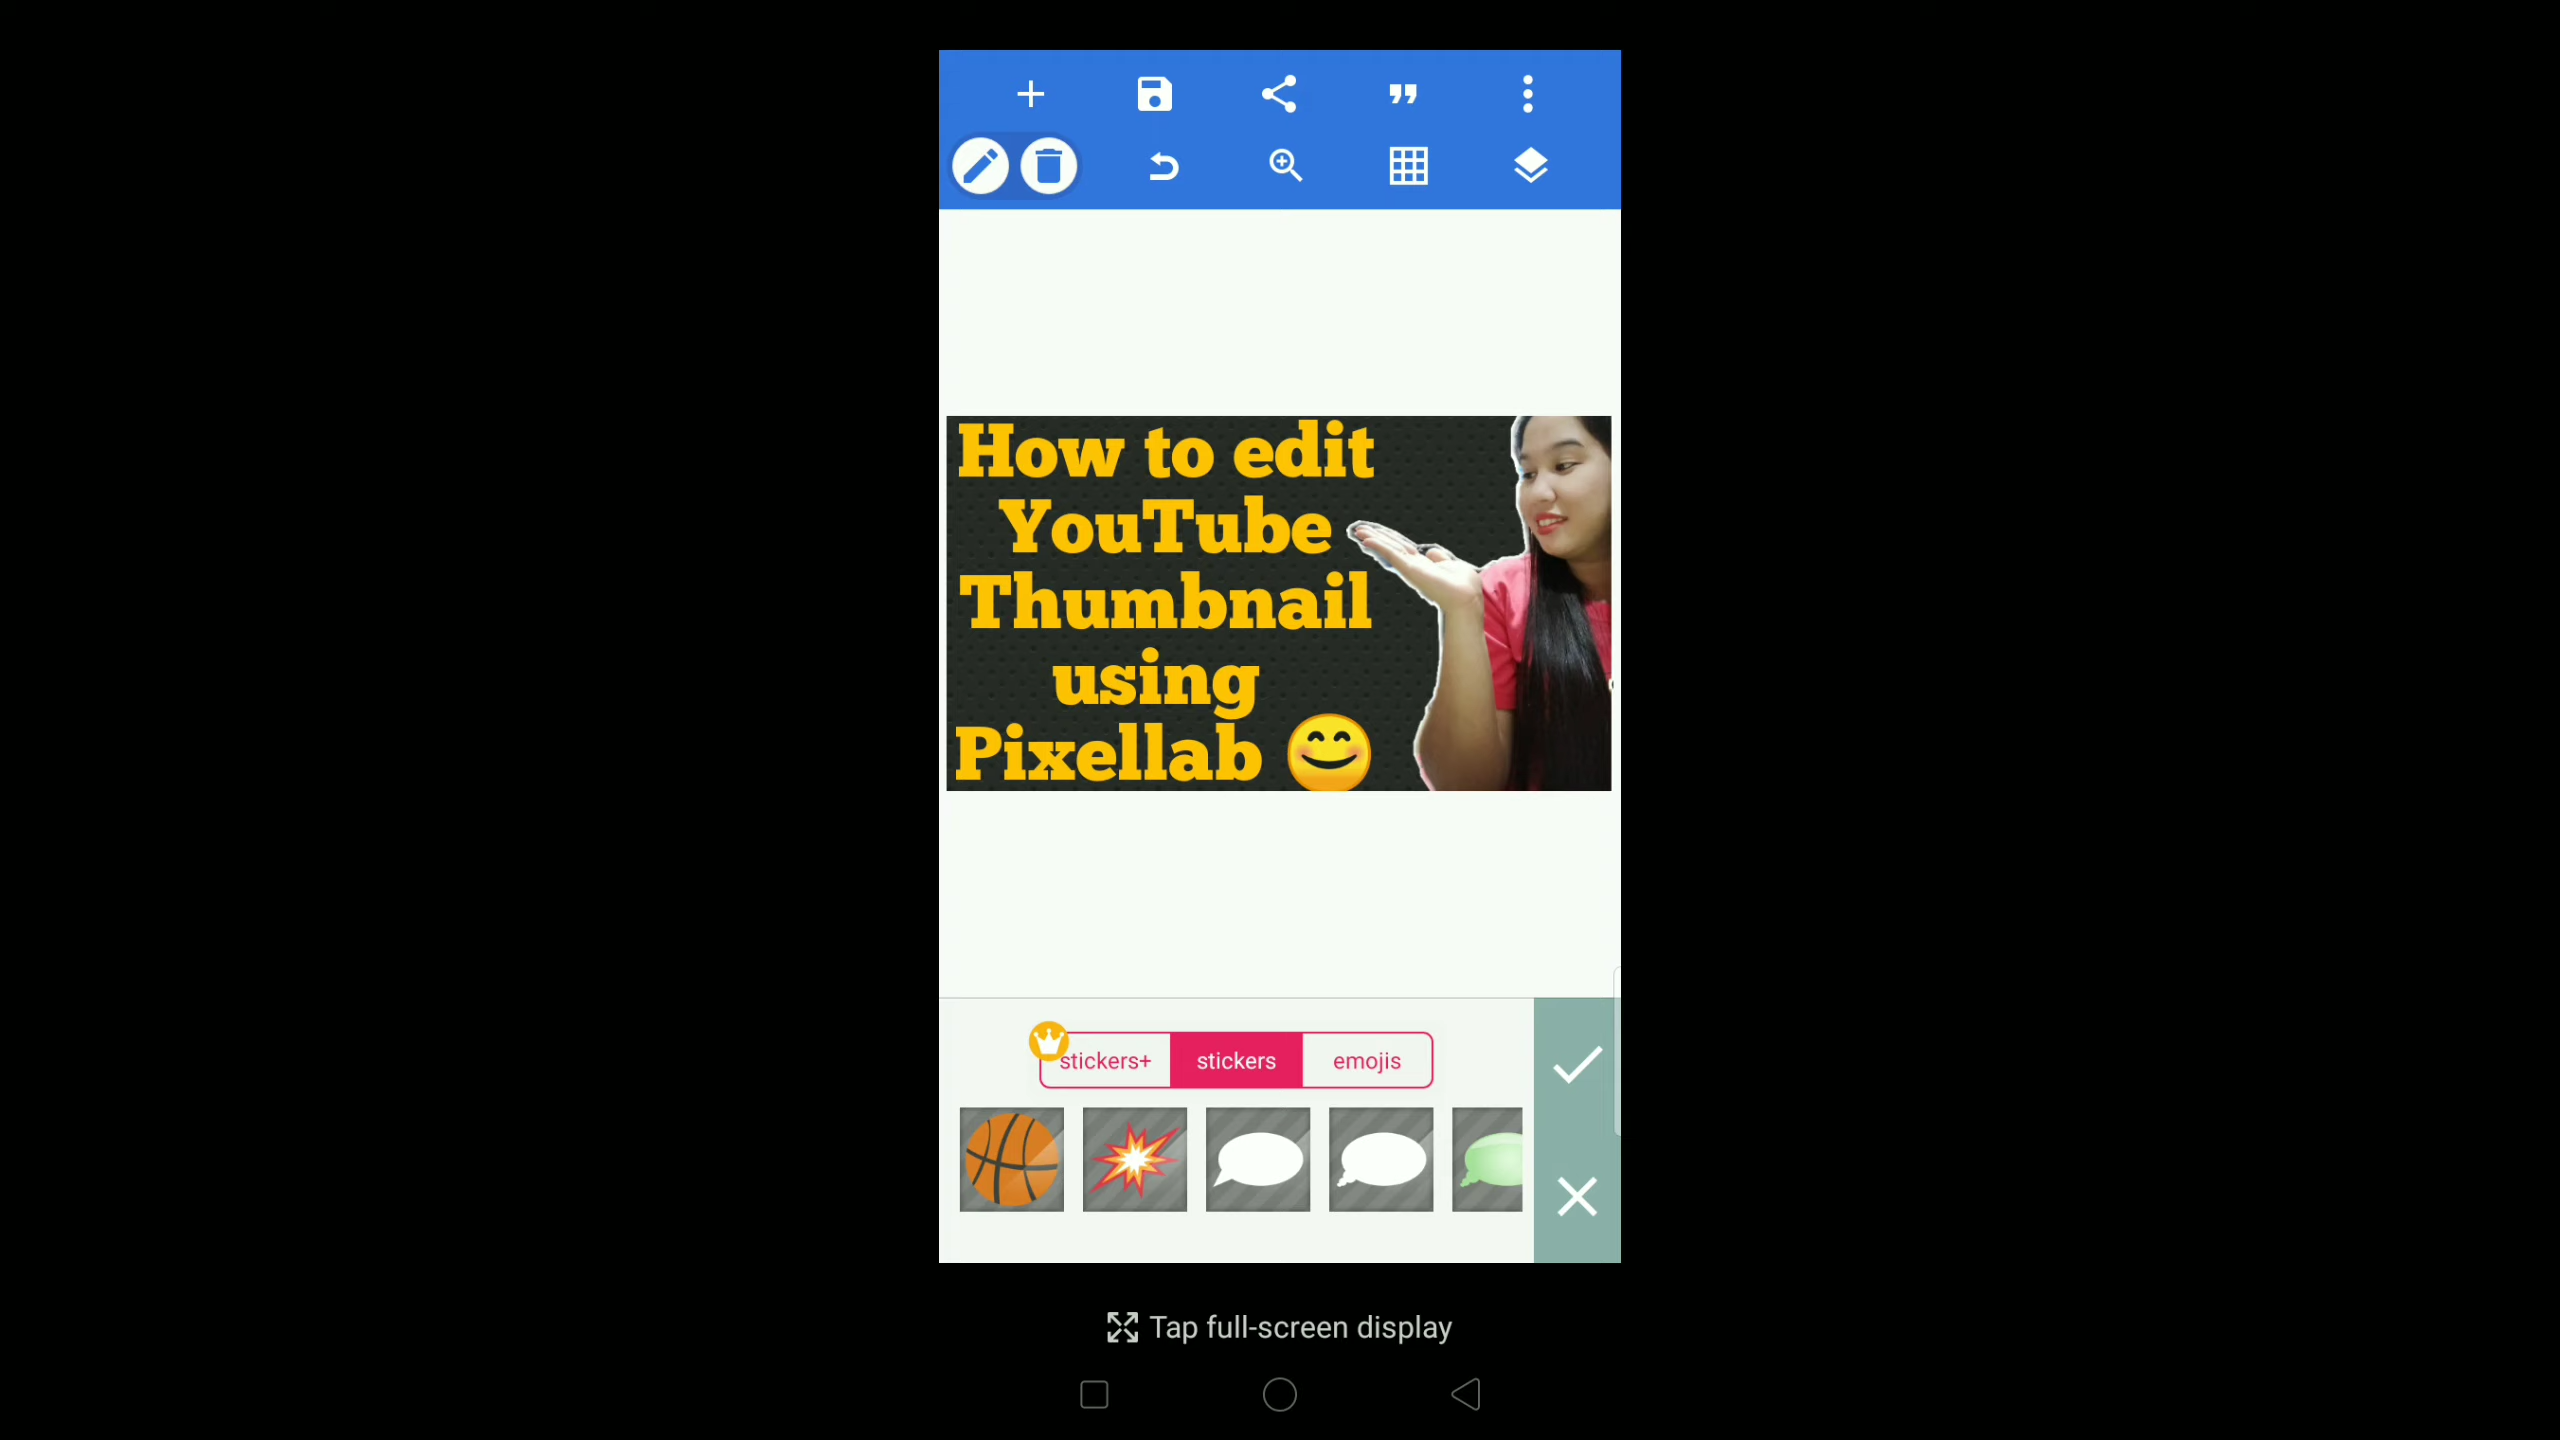 How to edit
YouTube
Thumbnail
using
Pixellab 😊
stickers+ stickers emojis
Tap full-screen display